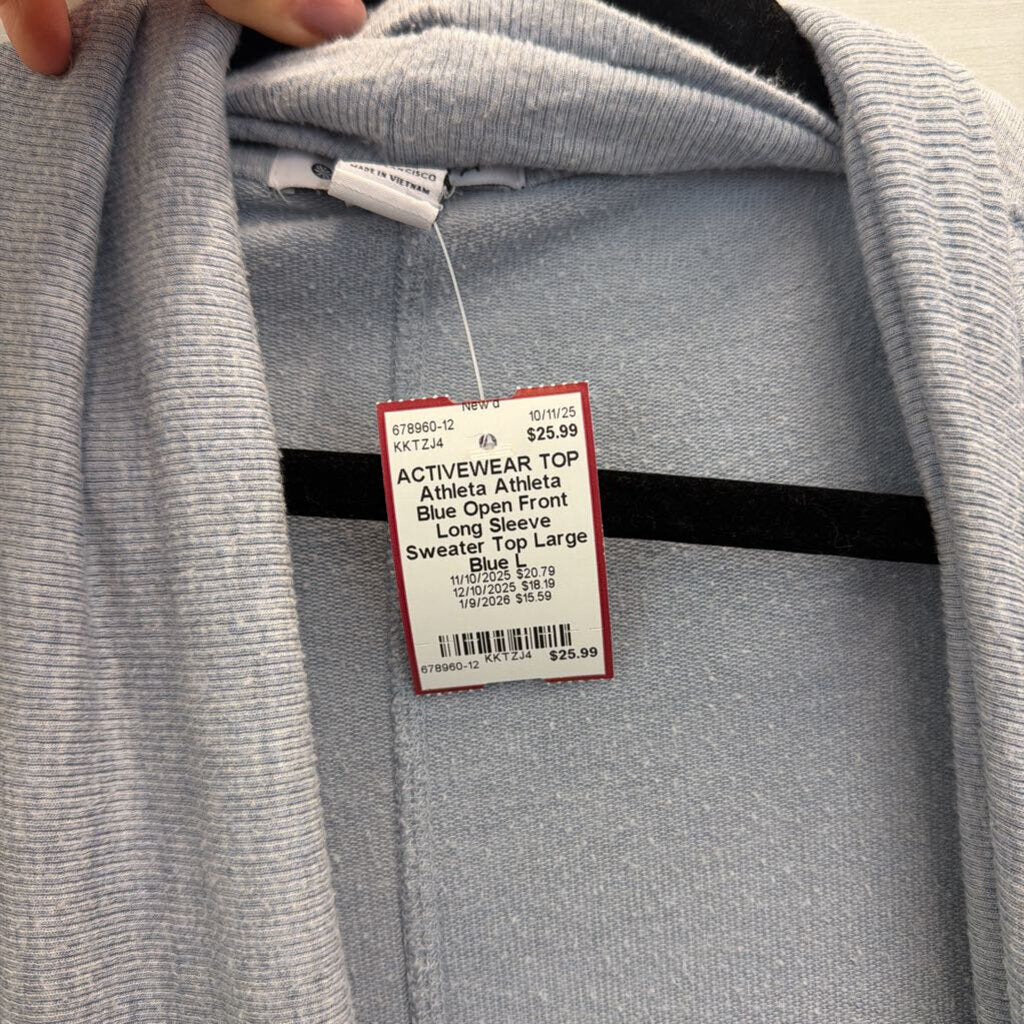 MADE IN VIETNAM
New'd
678960-12
10/11/25
KKTZJ4
$25.99
ACTIVEWEAR TOP
Athleta Athleta
Blue Open Front
Long Sleeve
Sweater Top Large
Blue L
11/10/2025 $20.79
12/10/2025 $18.19
1/9/2026 $15.59
678960-12 KKTZJ4 $25.99